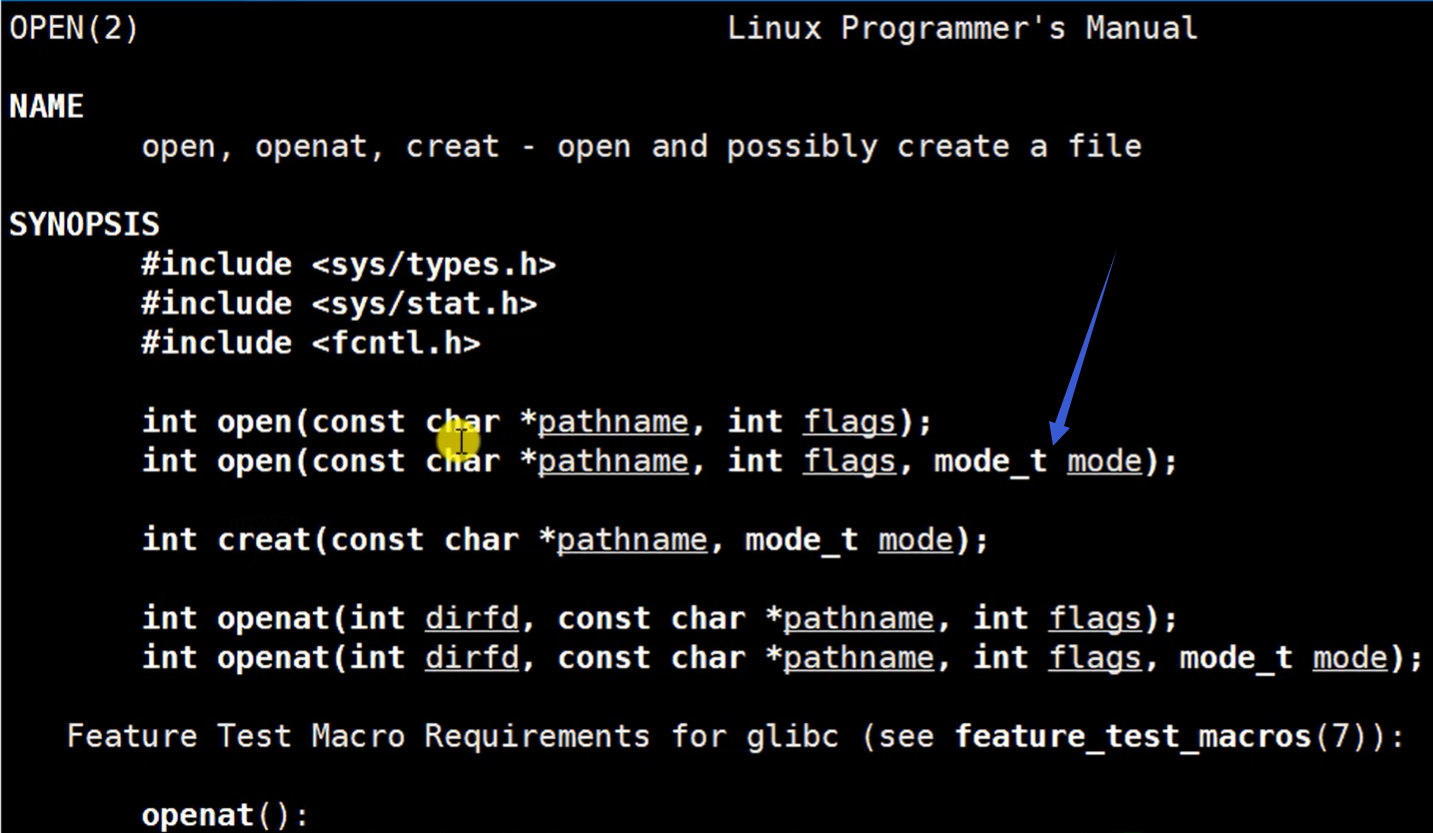 OPEN(2) Linux Programmer's Manual
NAME
open, openat, creat - open and possibly create a file
SYNOPSIS
#include <sys/types.h>
#include <sys/stat.h>
#include <fcntl.h>
int open(const char *pathname, int flags);
int open(const char *pathname, int flags, mode_t mode);
int creat(const char *pathname, mode_t mode);
int openat(int dirfd, const char *pathname, int flags);
int openat(int dirfd, const char *pathname, int flags, mode_t mode);
Feature Test Macro Requirements for glibc (see feature_test_macros(7)):
openat():